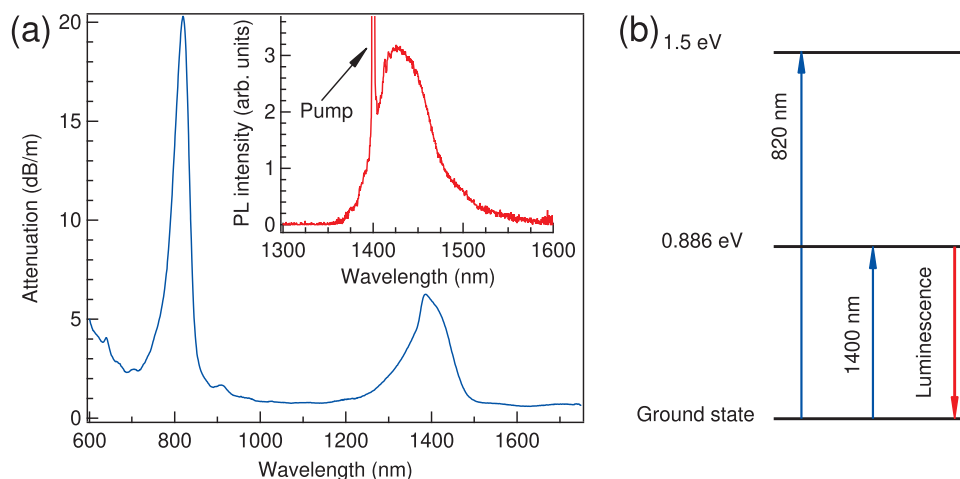 (a)
Attenuation (dB/m)
20
15
10
5
0
600 800 1000 1200 1400 1600
Wavelength (nm)
PL intensity (arb. units)
3
2
1
0
Pump
1300 1400 1500 1600
Wavelength (nm)
(b)
1.5 eV
820 nm
0.886 eV
1400 nm
Luminescence
Ground state